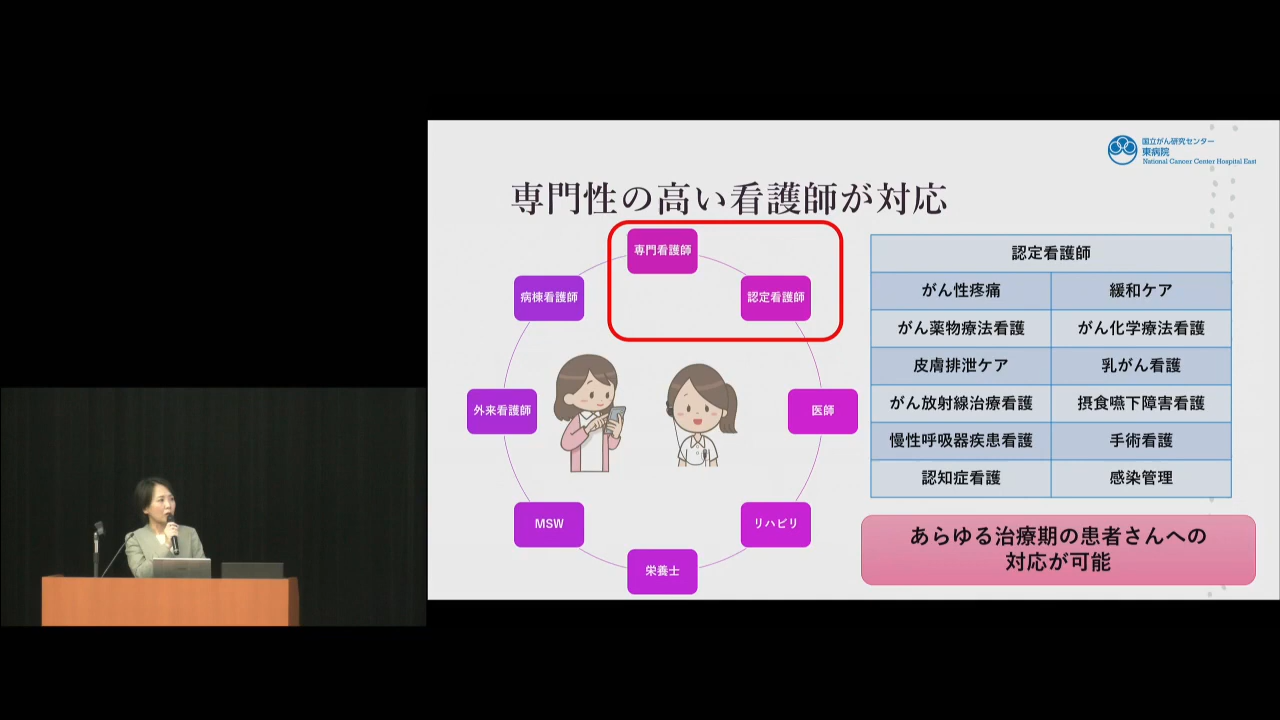 国立がん研究センター
東病院
National Cancer Center Hospital East
専門性の高い看護師が対応
専門看護師
認定看護師
医師
リハビリ
栄養士
MSW
外来看護師
病棟看護師
認定看護師
がん性疼痛 緩和ケア
がん薬物療法看護 がん化学療法看護
皮膚排泄ケア 乳がん看護
がん放射線治療看護 摂食嚥下障害看護
慢性呼吸器疾患看護 手術看護
認知症看護 感染管理
あらゆる治療期の患者さんへの
対応が可能